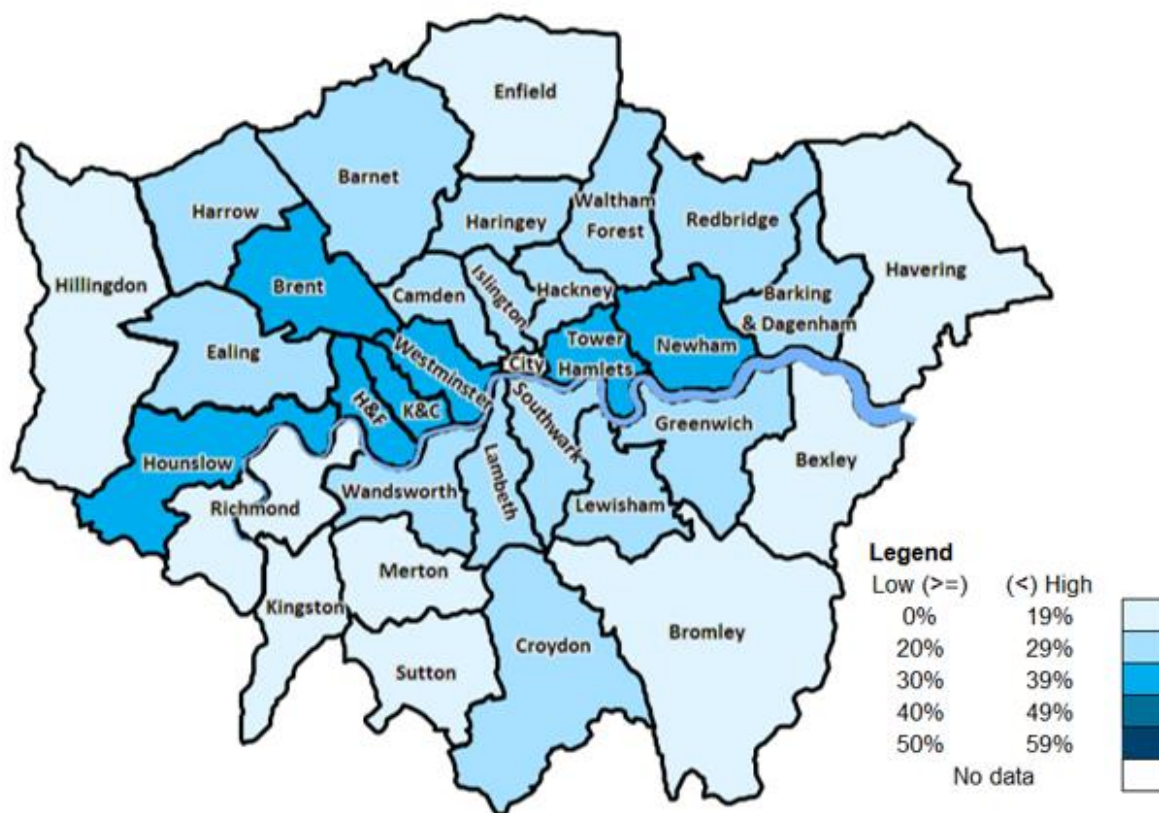 Enfield
Barnet
Harrow
Haringey
Waltham
Forest
Redbridge
Havering
Hillingdon
Brent
Camden
Islington
Hackney
Barking
& Dagenham
Ealing
Westminster
City
Tower
Hamlets
Newham
H&F
K&C
Hounslow
Southwark
Greenwich
Bexley
Richmond
Wandsworth
Lambeth
Lewisham
Merton
Kingston
Sutton
Croydon
Bromley
Legend
Low (>=) (<) High
0% 19%
20% 29%
30% 39%
40% 49%
50% 59%
No data